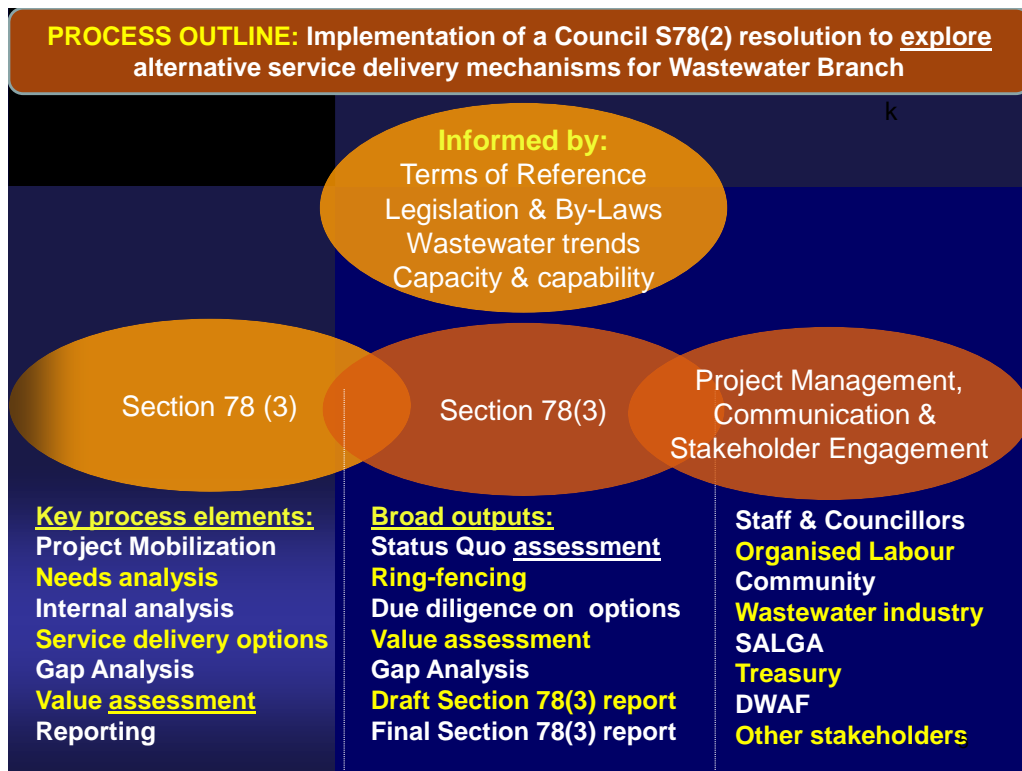 PROCESS OUTLINE: Implementation of a Council S78(2) resolution to explore
alternative service delivery mechanisms for Wastewater Branch
k
Informed by:
Terms of Reference
Legislation & By-Laws
Wastewater trends
Capacity & capability
Section 78 (3)
Section 78(3)
Project Management,
Communication &
Stakeholder Engagement
Key process elements:
Project Mobilization
Needs analysis
Internal analysis
Service delivery options
Gap Analysis
Value assessment
Reporting
Broad outputs:
Status Quo assessment
Ring-fencing
Due diligence on options
Value assessment
Gap Analysis
Draft Section 78(3) report
Final Section 78(3) report
Staff & Councillors
Organised Labour
Community
Wastewater industry
SALGA
Treasury
DWAF
Other stakeholders